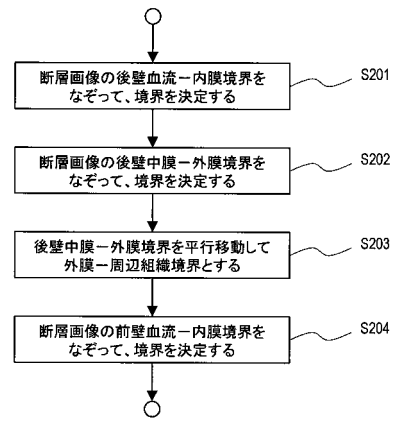 断層画像の後壁血流ー内膜境界を
なぞって、境界を決定する
S201
断層画像の後壁中膜ー外膜境界を
なぞって、境界を決定する
S202
後壁中膜ー外膜境界を平行移動して
外膜ー周辺組織境界とする
S203
断層画像の前壁血流ー内膜境界を
なぞって、境界を決定する
S204